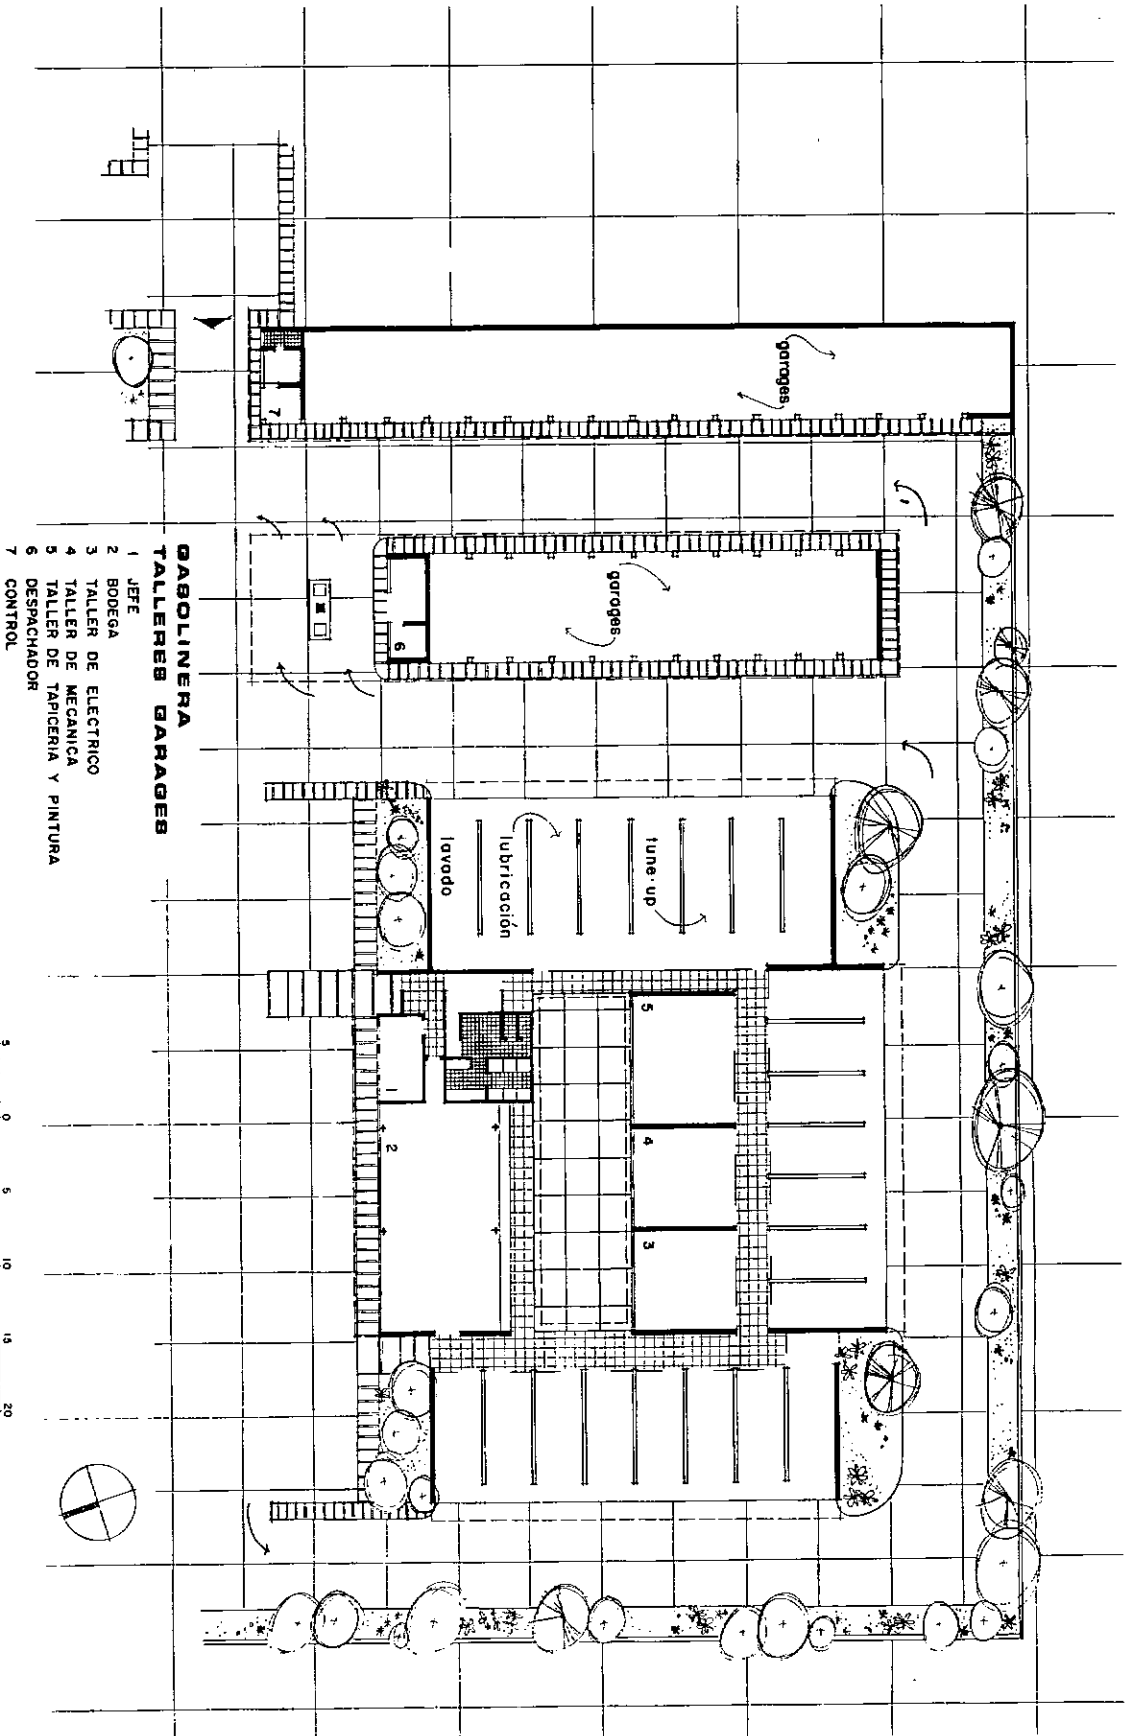 GASOLINERA
TALLERES GARAGES
1 JEFE
2 BODEGA
3 TALLER DE ELECTRICO
4 TALLER DE MECANICA
5 TALLER DE TAPICERIA Y PINTURA
6 DESPACHADOR
7 CONTROL
garages
7
garages
6
lavado
lubricación
tune-up
5
4
3
1
2
5 0 5 10 15 20